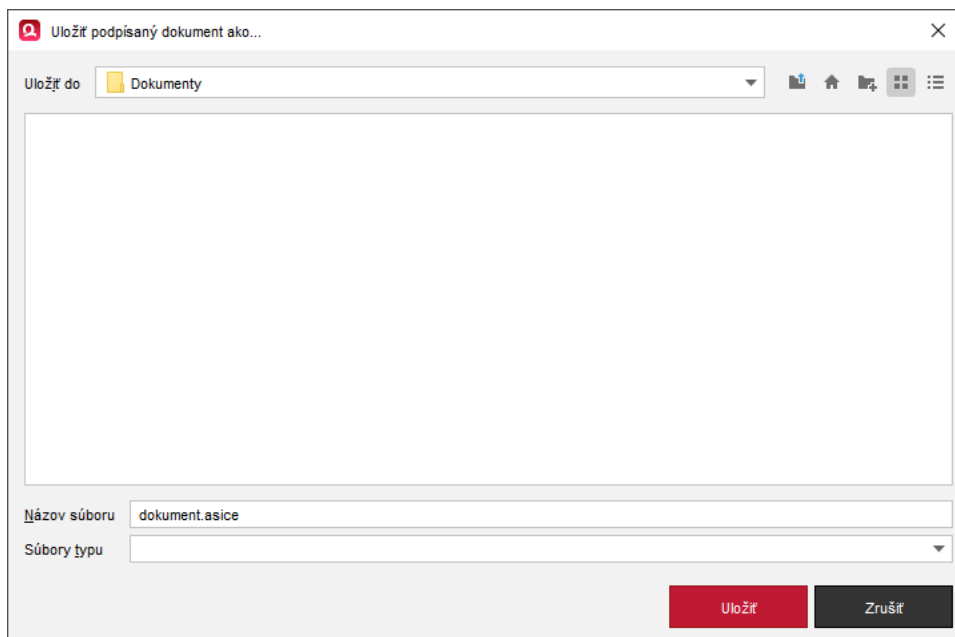 Uložiť podpísaný dokument ako...
Uložiť do Dokumenty
Názov súboru dokument.asice
Súbory typu
Uložiť Zrušiť